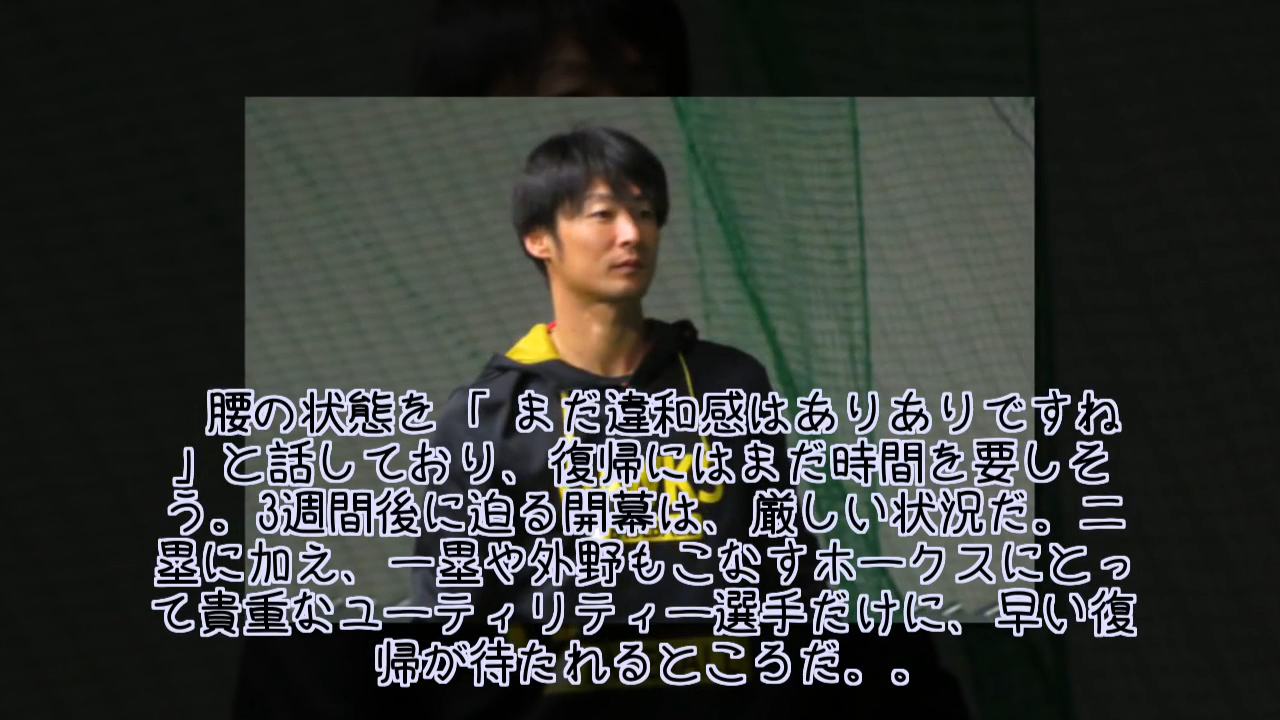 腰の状態を「 まだ違和感はありありですね
」と話しており、復帰にはまだ時間を要しそ
う。3週間後に迫る開幕は、厳しい状況だ。二
塁に加え、一塁や外野もこなすホークスにとっ
て貴重なユーティリティー選手だけに、早い復
帰が待たれるところだ。。